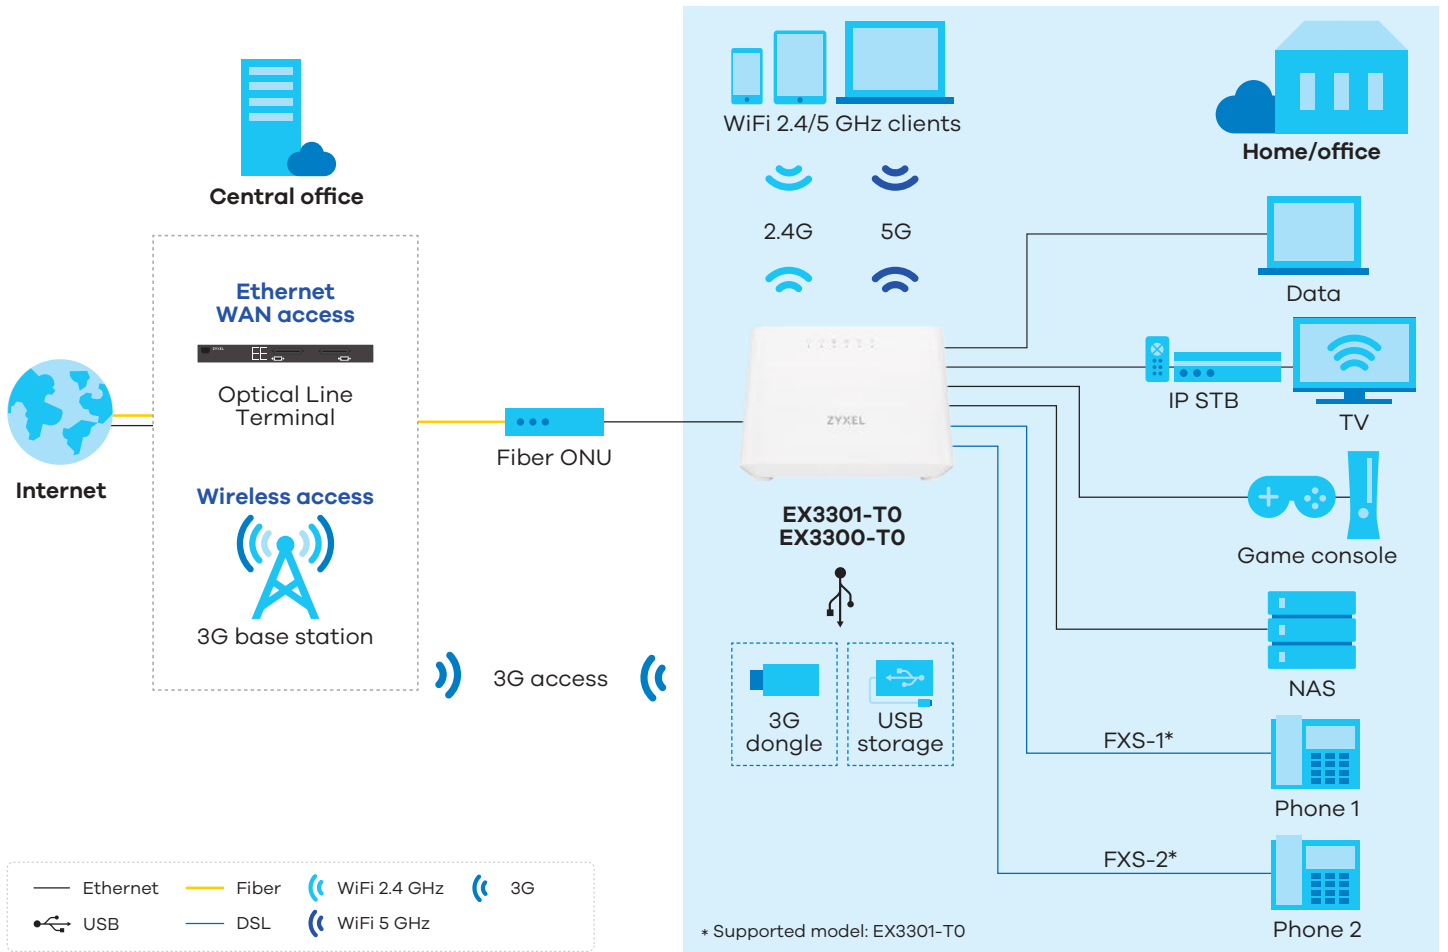 Central office
Ethernet
WAN access
ZYXEL
Optical Line
Terminal
Internet
Wireless access
3G base station
Fiber ONU
3G access
WiFi 2.4/5 GHz clients
2.4G
5G
ZYXEL
EX3301-T0
EX3300-T0
3G
dongle
USB
storage
Home/office
Data
IP STB
TV
Game console
NAS
FXS-1*
Phone 1
FXS-2*
Phone 2
Ethernet
Fiber
WiFi 2.4 GHz
3G
USB
DSL
WiFi 5 GHz
* Supported model: EX3301-T0